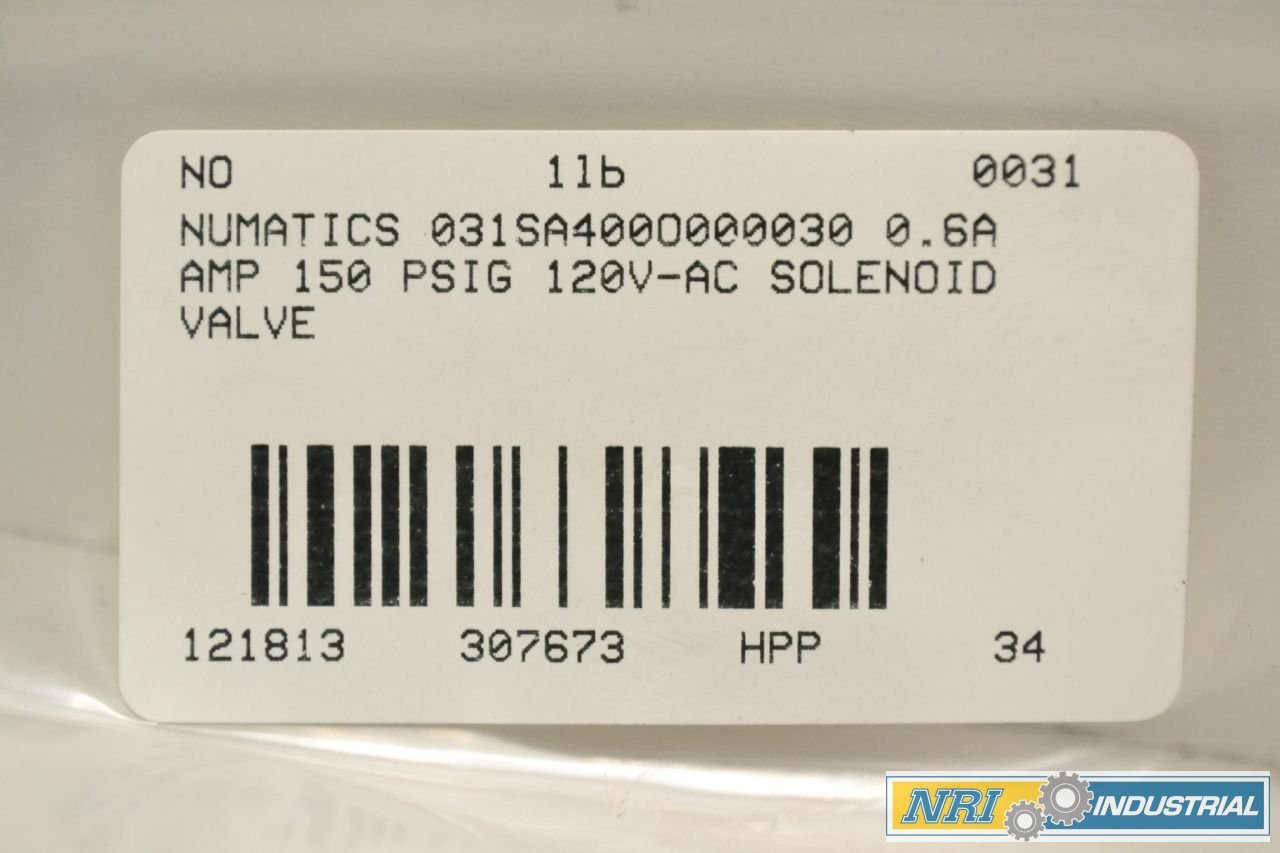 NO 1lb 0031
NUMATICS 031SA400O000030 0.6A
AMP 150 PSIG 120V-AC SOLENOID
VALVE
121813 307673 HPP 34
NRI INDUSTRIAL